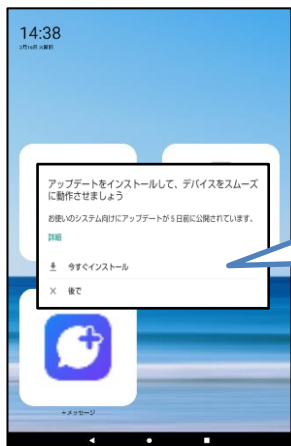 14:38
アップデートをインストールして、デバイスをスムーズ
に動作させましょう
お使いのシステム向けにアップデートが5日前に公開されています。
詳細
今すぐインストール
後で
+メッセージ